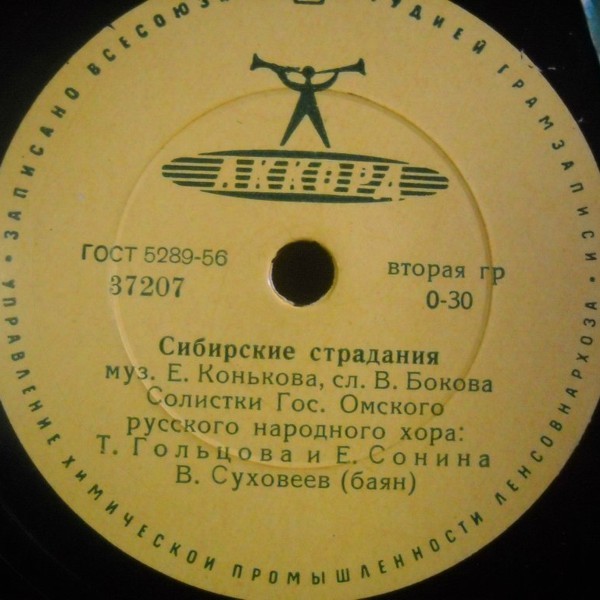 • ЗАПИСАНО ВСЕСОЮЗНОЙ СТУДИЕЙ ГРАМЗАПИСИ •
АККОРД
ГОСТ 5289-56
37207
вторая гр
0-30
Сибирские страдания
муз. Е. Конькова, сл. В. Бокова
Солистки Гос. Омского
русского народного хора:
Т. Гольцова и Е. Сонина
В. Суховеев (баян)
УПРАВЛЕНИЕ ХИМИЧЕСКОЙ ПРОМЫШЛЕННОСТИ ЛЕНСОВНАРХОЗА